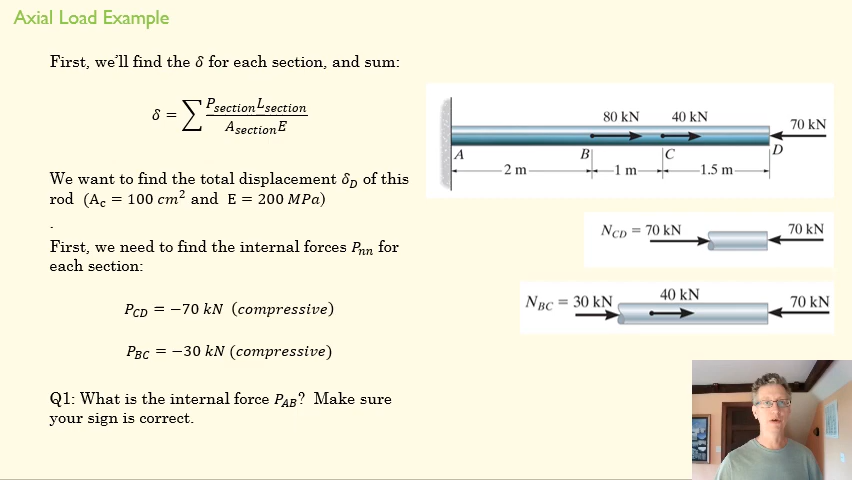 Axial Load Example
First, we'll find the δ for each section, and sum:
δ = ∑ P_section L_section / A_section E
We want to find the total displacement δ_D of this
rod (A_c = 100 cm² and E = 200 MPa)
.
First, we need to find the internal forces P_nn for
each section:
P_CD = −70 kN (compressive)
P_BC = −30 kN (compressive)
Q1: What is the internal force P_AB? Make sure
your sign is correct.
80 kN 40 kN
70 kN
A B C D
2 m 1 m 1.5 m
N_CD = 70 kN 70 kN
N_BC = 30 kN 40 kN 70 kN